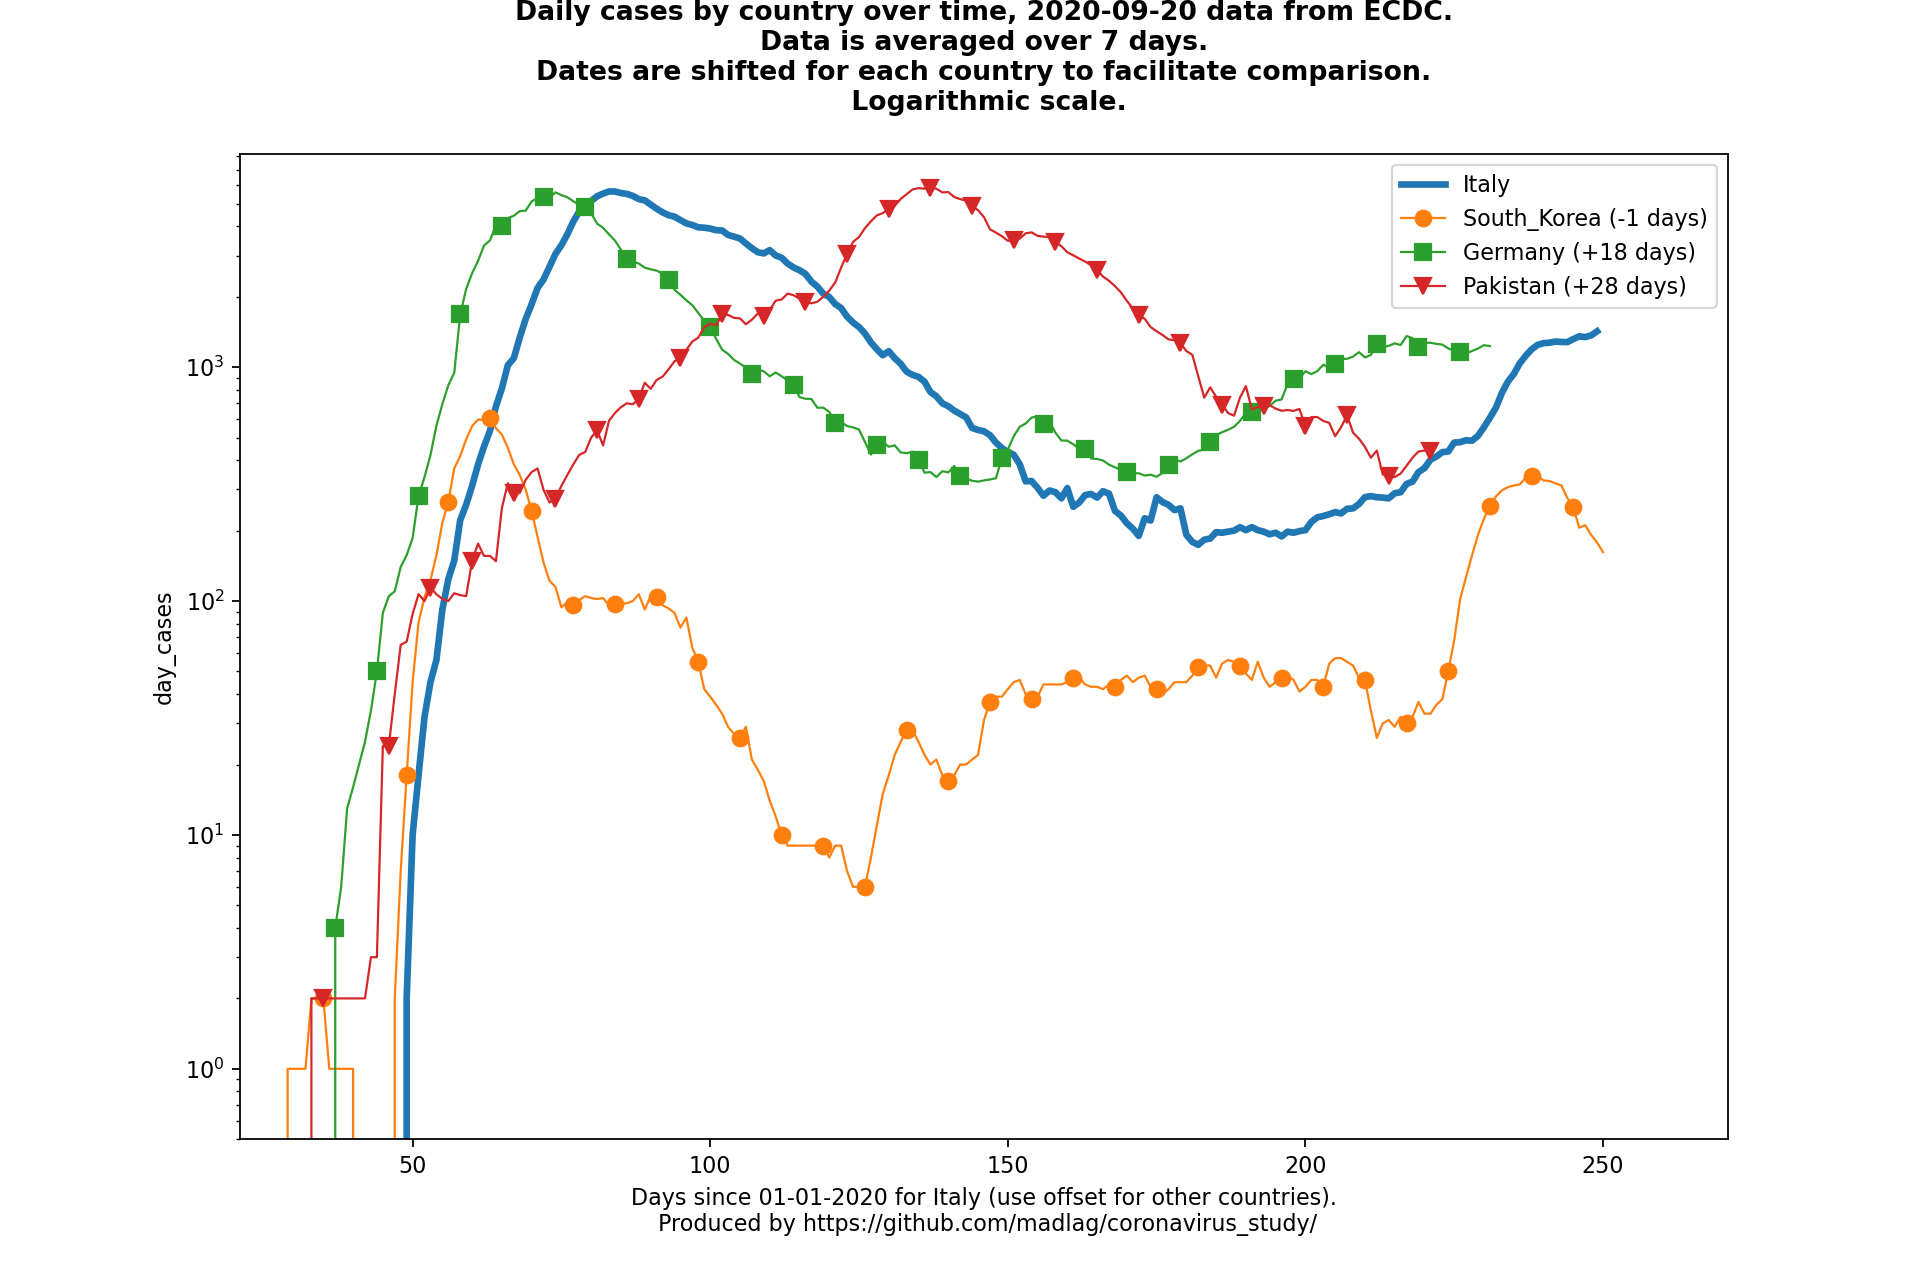 Daily cases by country over time, 2020-09-20 data from ECDC.
Data is averaged over 7 days.
Dates are shifted for each country to facilitate comparison.
Logarithmic scale.
Italy
South_Korea (-1 days)
Germany (+18 days)
Pakistan (+28 days)
day_cases
10³
10²
10¹
10⁰
50 100 150 200 250
Days since 01-01-2020 for Italy (use offset for other countries).
Produced by https://github.com/madlag/coronavirus_study/